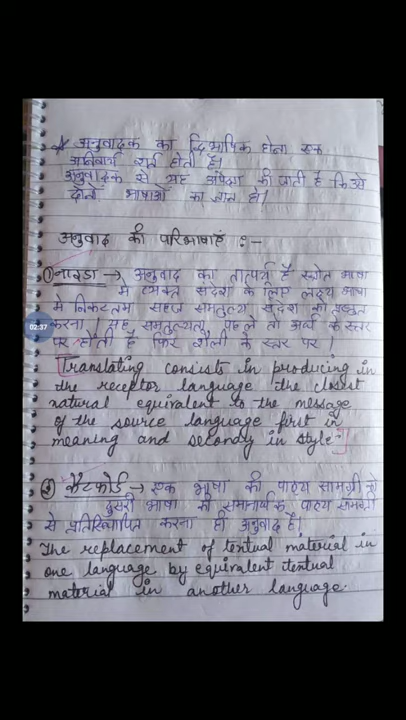 * अनुवादक का द्विभाषिक होना एक
अनिवार्य शर्त होती है।
अनुवादक से यह अपेक्षा की जाती है कि उसे
दोनों भाषाओं का ज्ञान हो।
अनुवाद की परिभाषाएं :-
① नाइडा → अनुवाद का तात्पर्य है स्त्रोत भाषा
में व्यक्त संदेश के लिए लक्ष्य भाषा
में निकटतम सहज समतुल्य संदेश को प्रस्तुत
करना। यह समतुल्यता पहले तो अर्थ के स्तर
02:37
पर होती है फिर शैली के स्तर पर।
[Translating consists in producing in
the receptor language the closest
natural equivalent to the message
of the source language first in
meaning and secondy in style.]
② कैटफोर्ड → एक भाषा की पाठ्य सामग्री को
दुसरी भाषा की समानार्थक पाठ्य सामग्री
से प्रतिस्थापित करना ही अनुवाद है।
The replacement of textual material in
one language by equivalent textual
material in another language.